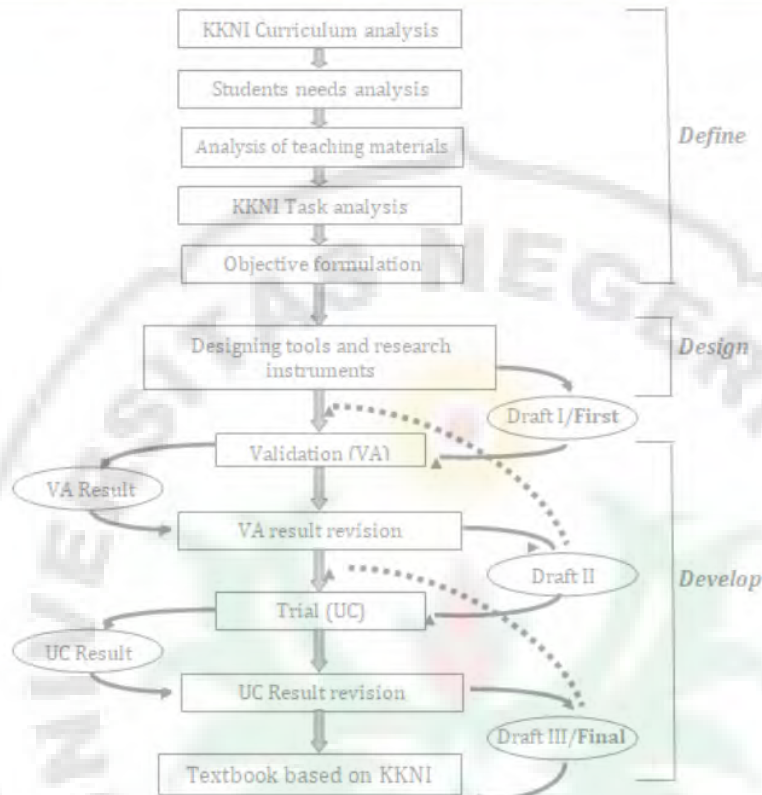 KKNI Curriculum analysis
Students needs analysis
Analysis of teaching materials
KKNI Task analysis
Objective formulation
Define
Designing tools and research
instruments
Design
Draft I/First
Validation (VA)
VA Result
VA result revision
Draft II
Develop
Trial (UC)
UC Result
UC Result revision
Draft III/Final
Textbook based on KKNI
UNIVERSITAS NEGERI